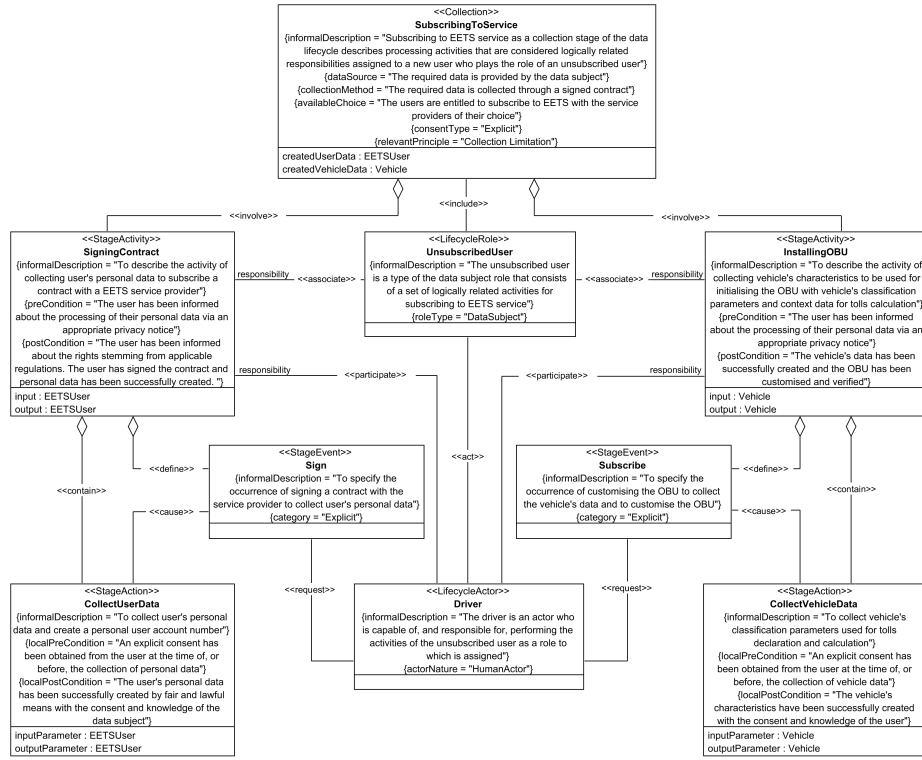 <<Collection>>
SubscribingToService
{informalDescription = "Subscribing to EETS service as a collection stage of the data
lifecycle describes processing activities that are considered logically related
responsibilities assigned to a new user who plays the role of an unsubscribed user"}
{dataSource = "The required data is provided by the data subject"}
{collectionMethod = "The required data is collected through a signed contract"}
{availableChoice = "The users are entitled to subscribe to EETS with the service
providers of their choice"}
{consentType = "Explicit"}
{relevantPrinciple = "Collection Limitation"}
createdUserData : EETSUser
createdVehicleData : Vehicle
<<involve>>
<<include>>
<<involve>>
<<StageActivity>>
SigningContract
{informalDescription = "To describe the activity of
collecting user's personal data to subscribe a
contract with a EETS service provider"}
{preCondition = "The user has been informed
about the processing of their personal data via an
appropriate privacy notice"}
{postCondition = "The user has been informed
about the rights stemming from applicable
regulations. The user has signed the contract and
personal data has been successfully created. "}
input : EETSUser
output : EETSUser
responsibility
<<associate>>
<<LifecycleRole>>
UnsubscribedUser
{informalDescription = "The unsubscribed user
is a type of the data subject role that consists
of a set of logically related activities for
subscribing to EETS service"}
{roleType = "DataSubject"}
<<associate>>
responsibility
<<StageActivity>>
InstallingOBU
{informalDescription = "To describe the activity of
collecting vehicle's characteristics to be used for
initialising the OBU with vehicle's classification
parameters and context data for tolls calculation"}
{preCondition = "The user has been informed
about the processing of their personal data via an
appropriate privacy notice"}
{postCondition = "The vehicle's data has been
successfully created and the OBU has been
customised and verified"}
input : Vehicle
output : Vehicle
responsibility
<<participate>>
<<participate>>
responsibility
<<contain>>
<<define>>
<<cause>>
<<StageEvent>>
Sign
{informalDescription = "To specify the
occurrence of signing a contract with the
service provider to collect user's personal data"}
{category = "Explicit"}
<<act>>
<<StageEvent>>
Subscribe
{informalDescription = "To specify the
occurrence of customising the OBU to collect
the vehicle's data and to customise the OBU"}
{category = "Explicit"}
<<define>>
<<cause>>
<<contain>>
<<request>>
<<request>>
<<StageAction>>
CollectUserData
{informalDescription = "To collect user's personal
data and create a personal user account number"}
{localPreCondition = "An explicit consent has
been obtained from the user at the time of, or
before, the collection of personal data"}
{localPostCondition = "The user's personal data
has been successfully created by fair and lawful
means with the consent and knowledge of the
data subject"}
inputParameter : EETSUser
outputParameter : EETSUser
<<LifecycleActor>>
Driver
{informalDescription = "The driver is an actor who
is capable of, and responsible for, performing the
activities of the unsubscribed user as a role to
which is assigned"}
{actorNature = "HumanActor"}
<<StageAction>>
CollectVehicleData
{informalDescription = "To collect vehicle's
classification parameters used for tolls
declaration and calculation"}
{localPreCondition = "An explicit consent has
been obtained from the user at the time of, or
before, the collection of vehicle data"}
{localPostCondition = "The vehicle's
characteristics have been successfully created
with the consent and knowledge of the user"}
inputParameter : Vehicle
outputParameter : Vehicle